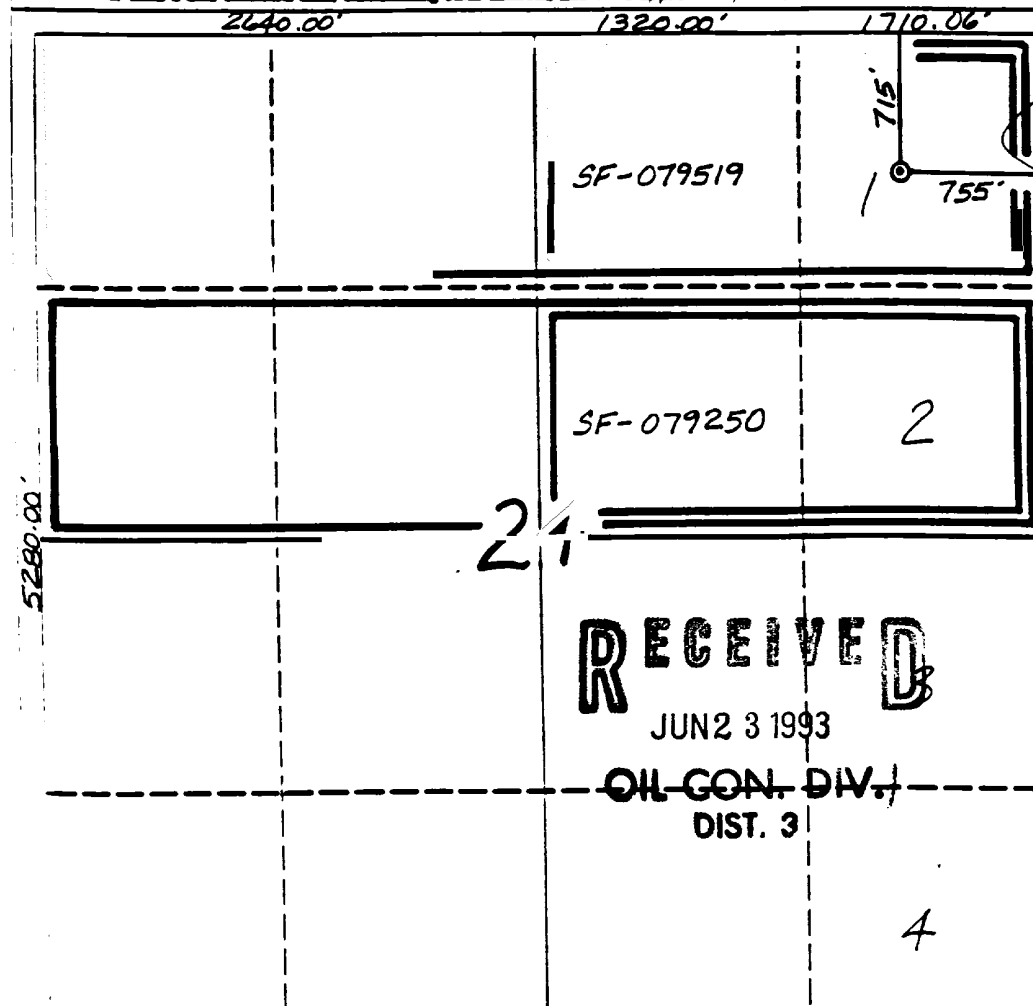 2640.00' 1320.00' 1710.06'
715'
SF-079519
1
755'
SF-079250
2
5280.00'
24
RECEIVED
JUN 2 3 1993
OIL CON. DIV.
DIST. 3
4